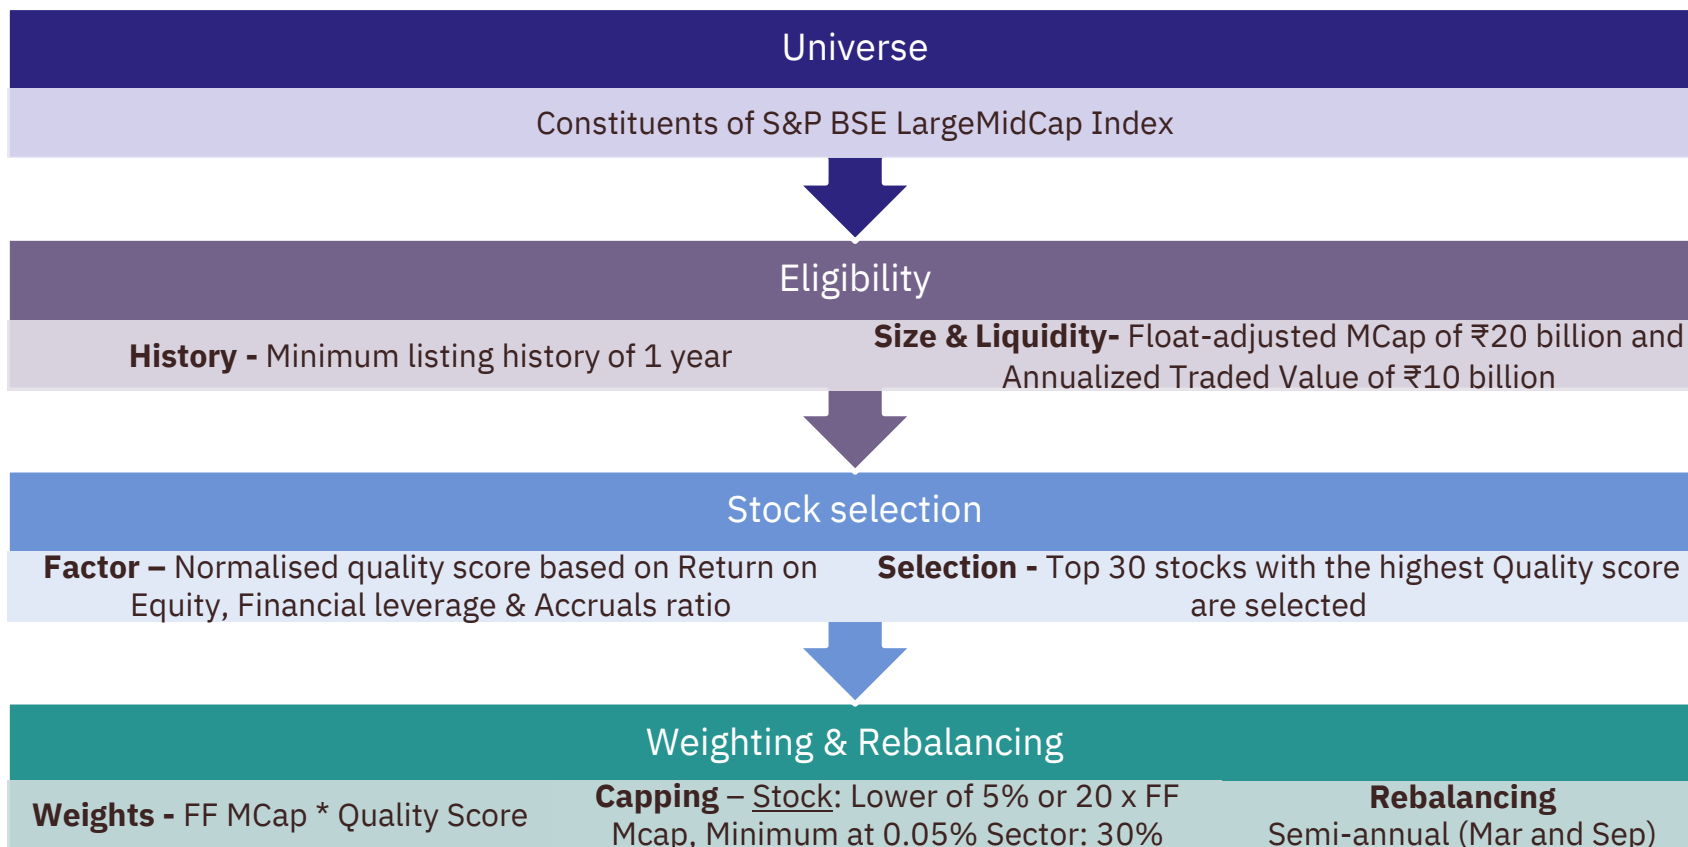 Universe
Constituents of S&P BSE LargeMidCap Index
Eligibility
History - Minimum listing history of 1 year
Size & Liquidity- Float-adjusted MCap of ₹20 billion and
Annualized Traded Value of ₹10 billion
Stock selection
Factor – Normalised quality score based on Return on
Equity, Financial leverage & Accruals ratio
Selection - Top 30 stocks with the highest Quality score
are selected
Weighting & Rebalancing
Weights - FF MCap * Quality Score
Capping – Stock: Lower of 5% or 20 x FF
Mcap, Minimum at 0.05% Sector: 30%
Rebalancing
Semi-annual (Mar and Sep)